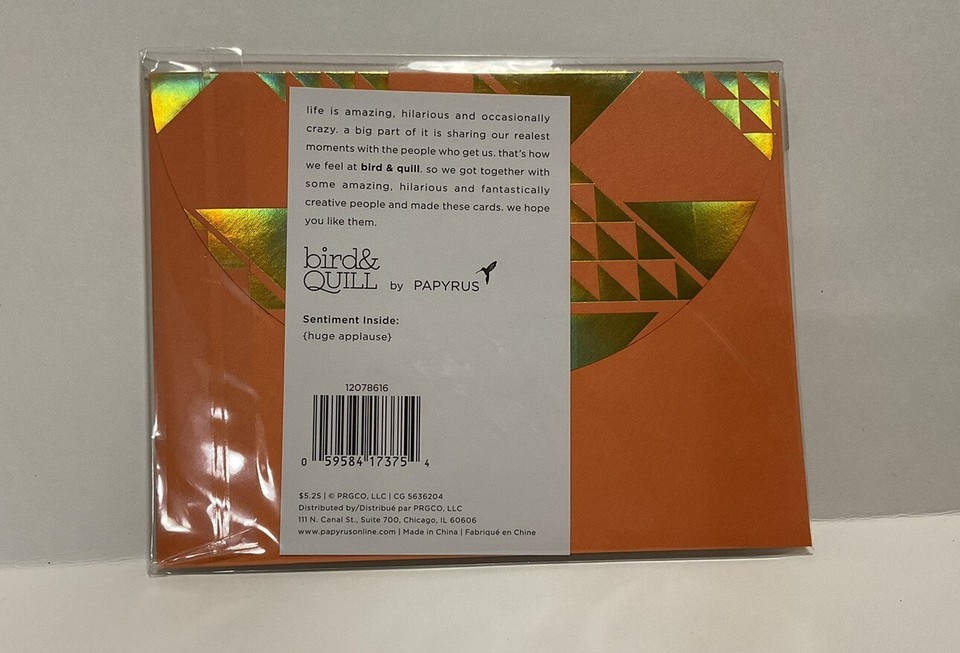 life is amazing, hilarious and occasionally
crazy. a big part of it is sharing our realest
moments with the people who get us. that's how
we feel at bird & quill. so we got together with
some amazing, hilarious and fantastically
creative people and made these cards. we hope
you like them.
bird&
QUILL by PAPYRUS
Sentiment Inside:
{huge applause}
12078616
0 59584 17375 4
$5.25 | © PRGCO, LLC | CG 5636204
Distributed by/Distribué par PRGCO, LLC
111 N. Canal St., Suite 700, Chicago, IL 60606
www.papyrusonline.com | Made in China | Fabriqué en Chine